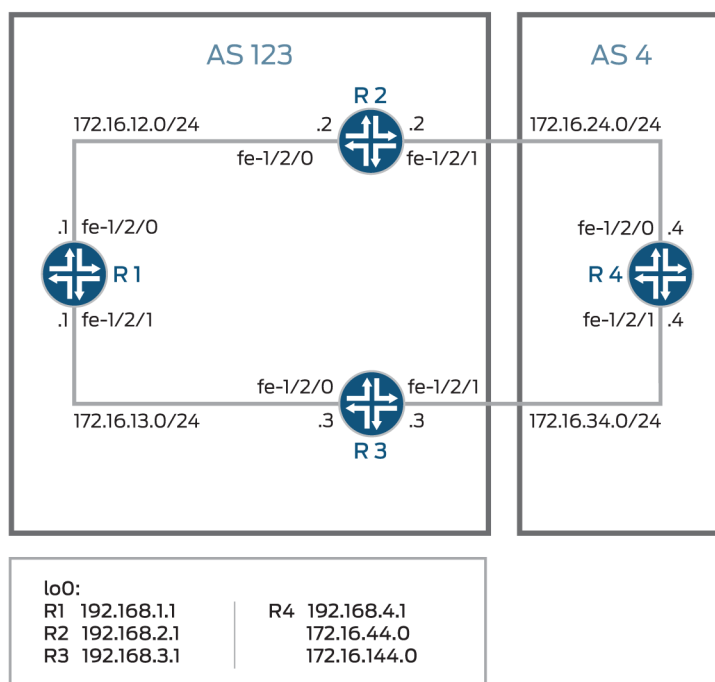 AS 123
AS 4
R 2
172.16.12.0/24
.2
.2
172.16.24.0/24
fe-1/2/0
fe-1/2/1
.1
fe-1/2/0
fe-1/2/0
.4
R 1
R 4
.1
fe-1/2/1
fe-1/2/1
.4
fe-1/2/0
fe-1/2/1
172.16.13.0/24
.3
.3
172.16.34.0/24
R 3
lo0:
R1 192.168.1.1
R2 192.168.2.1
R3 192.168.3.1
R4 192.168.4.1
172.16.44.0
172.16.144.0